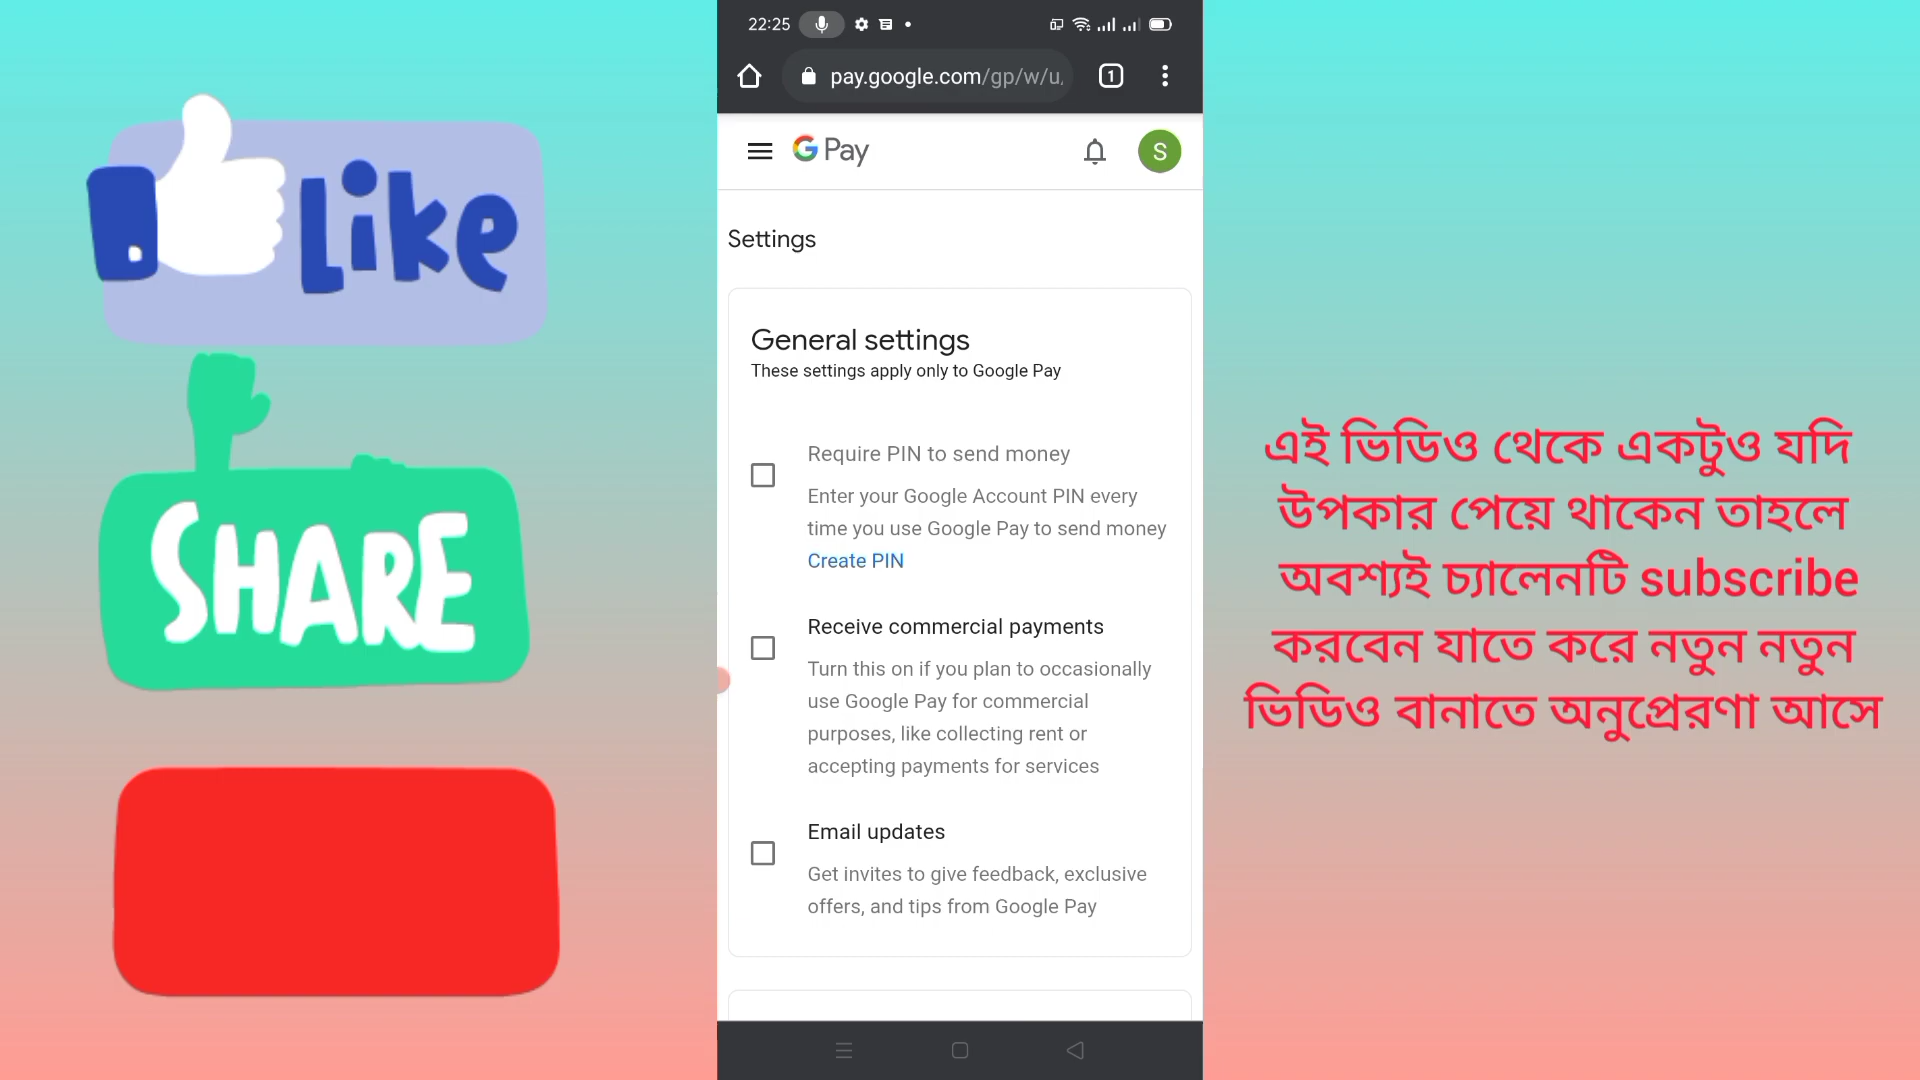 Like
SHARE
22:25
pay.google.com/gp/w/u,
1
G Pay
S
Settings
General settings
These settings apply only to Google Pay
Require PIN to send money
Enter your Google Account PIN every
time you use Google Pay to send money
Create PIN
Receive commercial payments
Turn this on if you plan to occasionally
use Google Pay for commercial
purposes, like collecting rent or
accepting payments for services
Email updates
Get invites to give feedback, exclusive
offers, and tips from Google Pay
এই ভিডিও থেকে একটুও যদি
উপকার পেয়ে থাকেন তাহলে
অবশ্যই চ্যালেনটি subscribe
করবেন যাতে করে নতুন নতুন
ভিডিও বানাতে অনুপ্রেরণা আসে